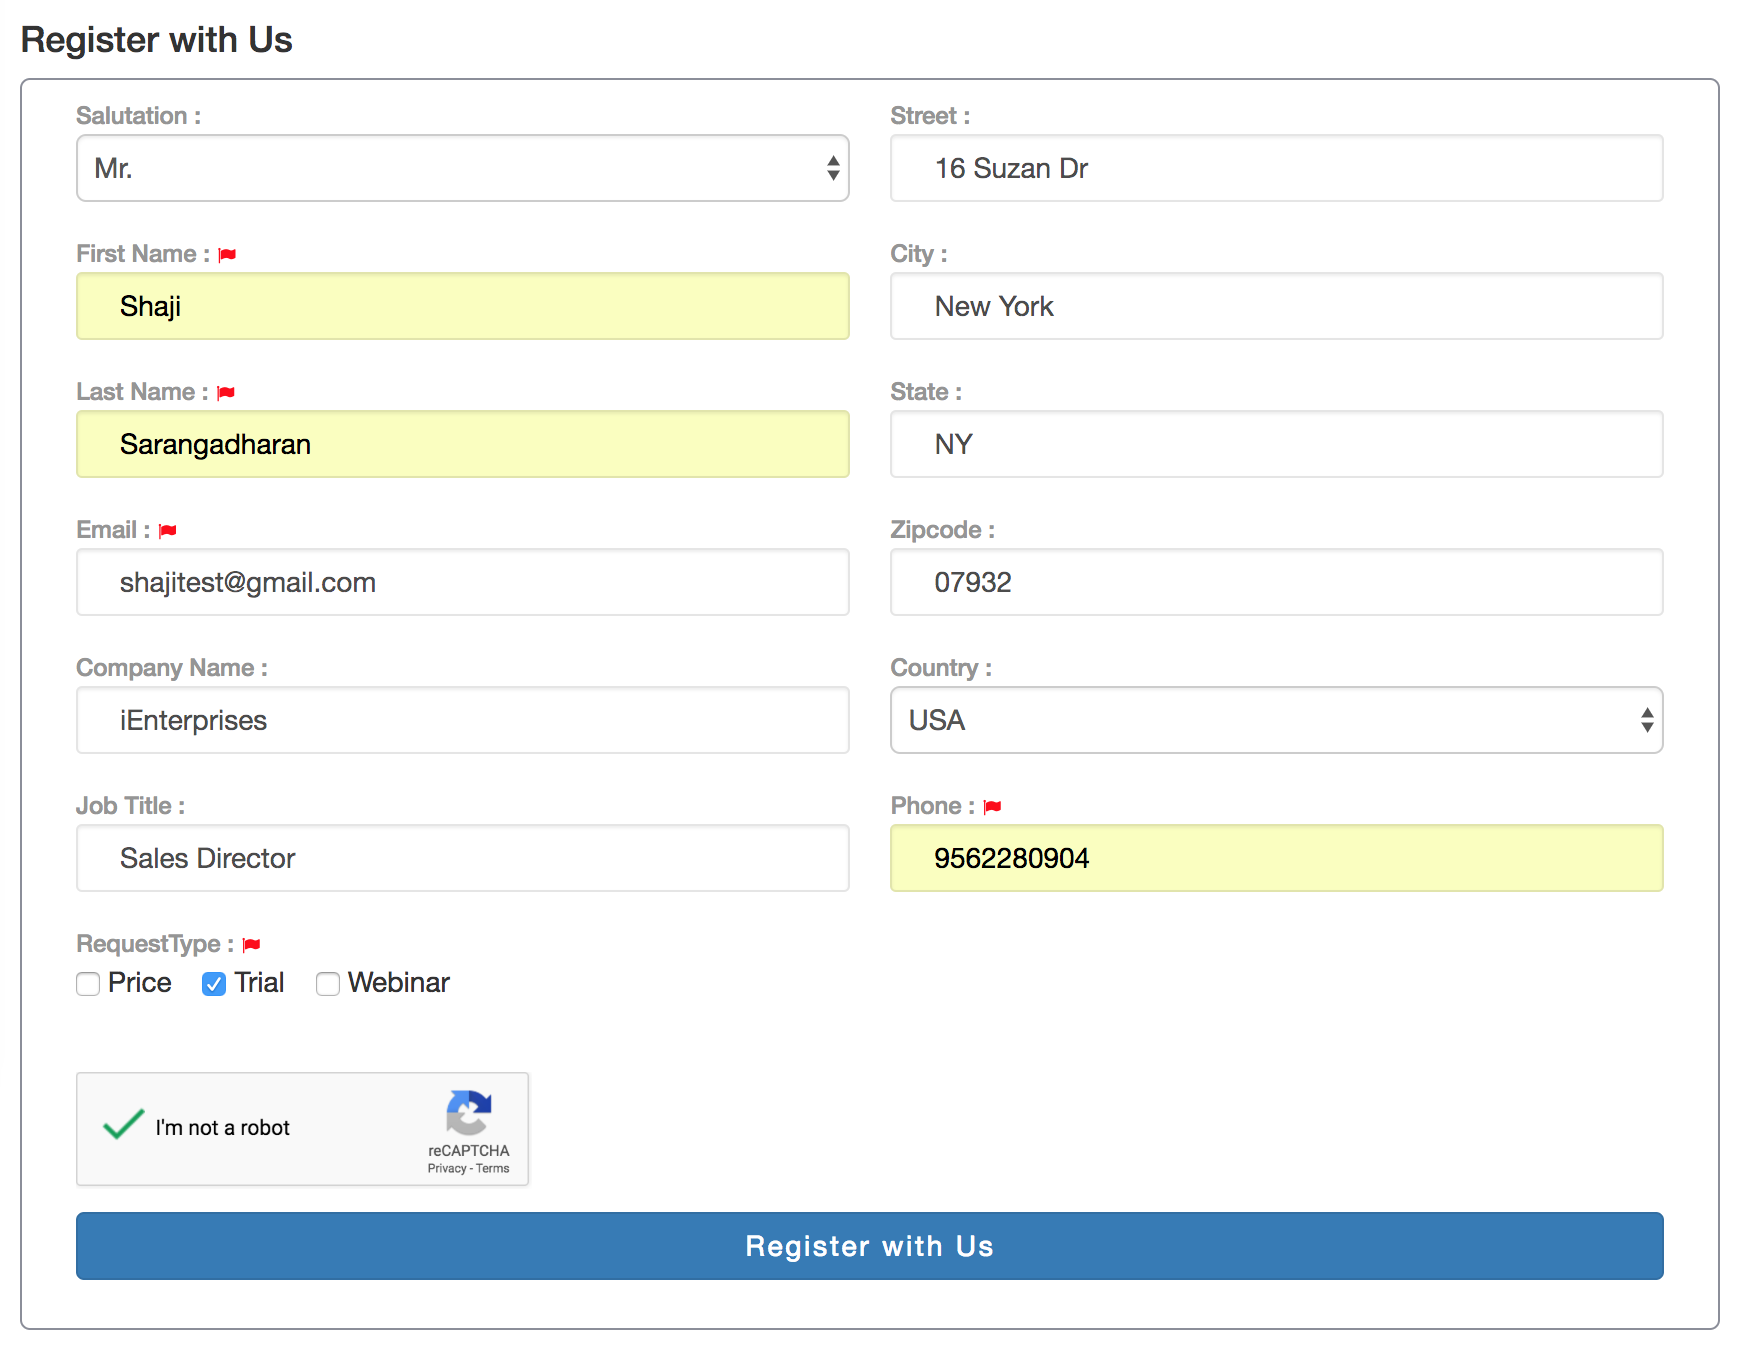 Register with Us
Salutation :
Mr.
First Name :
Shaji
Last Name :
Sarangadharan
Email :
shajitest@gmail.com
Company Name :
iEnterprises
Job Title :
Sales Director
Street :
16 Suzan Dr
City :
New York
State :
NY
Zipcode :
07932
Country :
USA
Phone :
9562280904
RequestType :
Price Trial Webinar
I'm not a robot
reCAPTCHA
Privacy - Terms
Register with Us